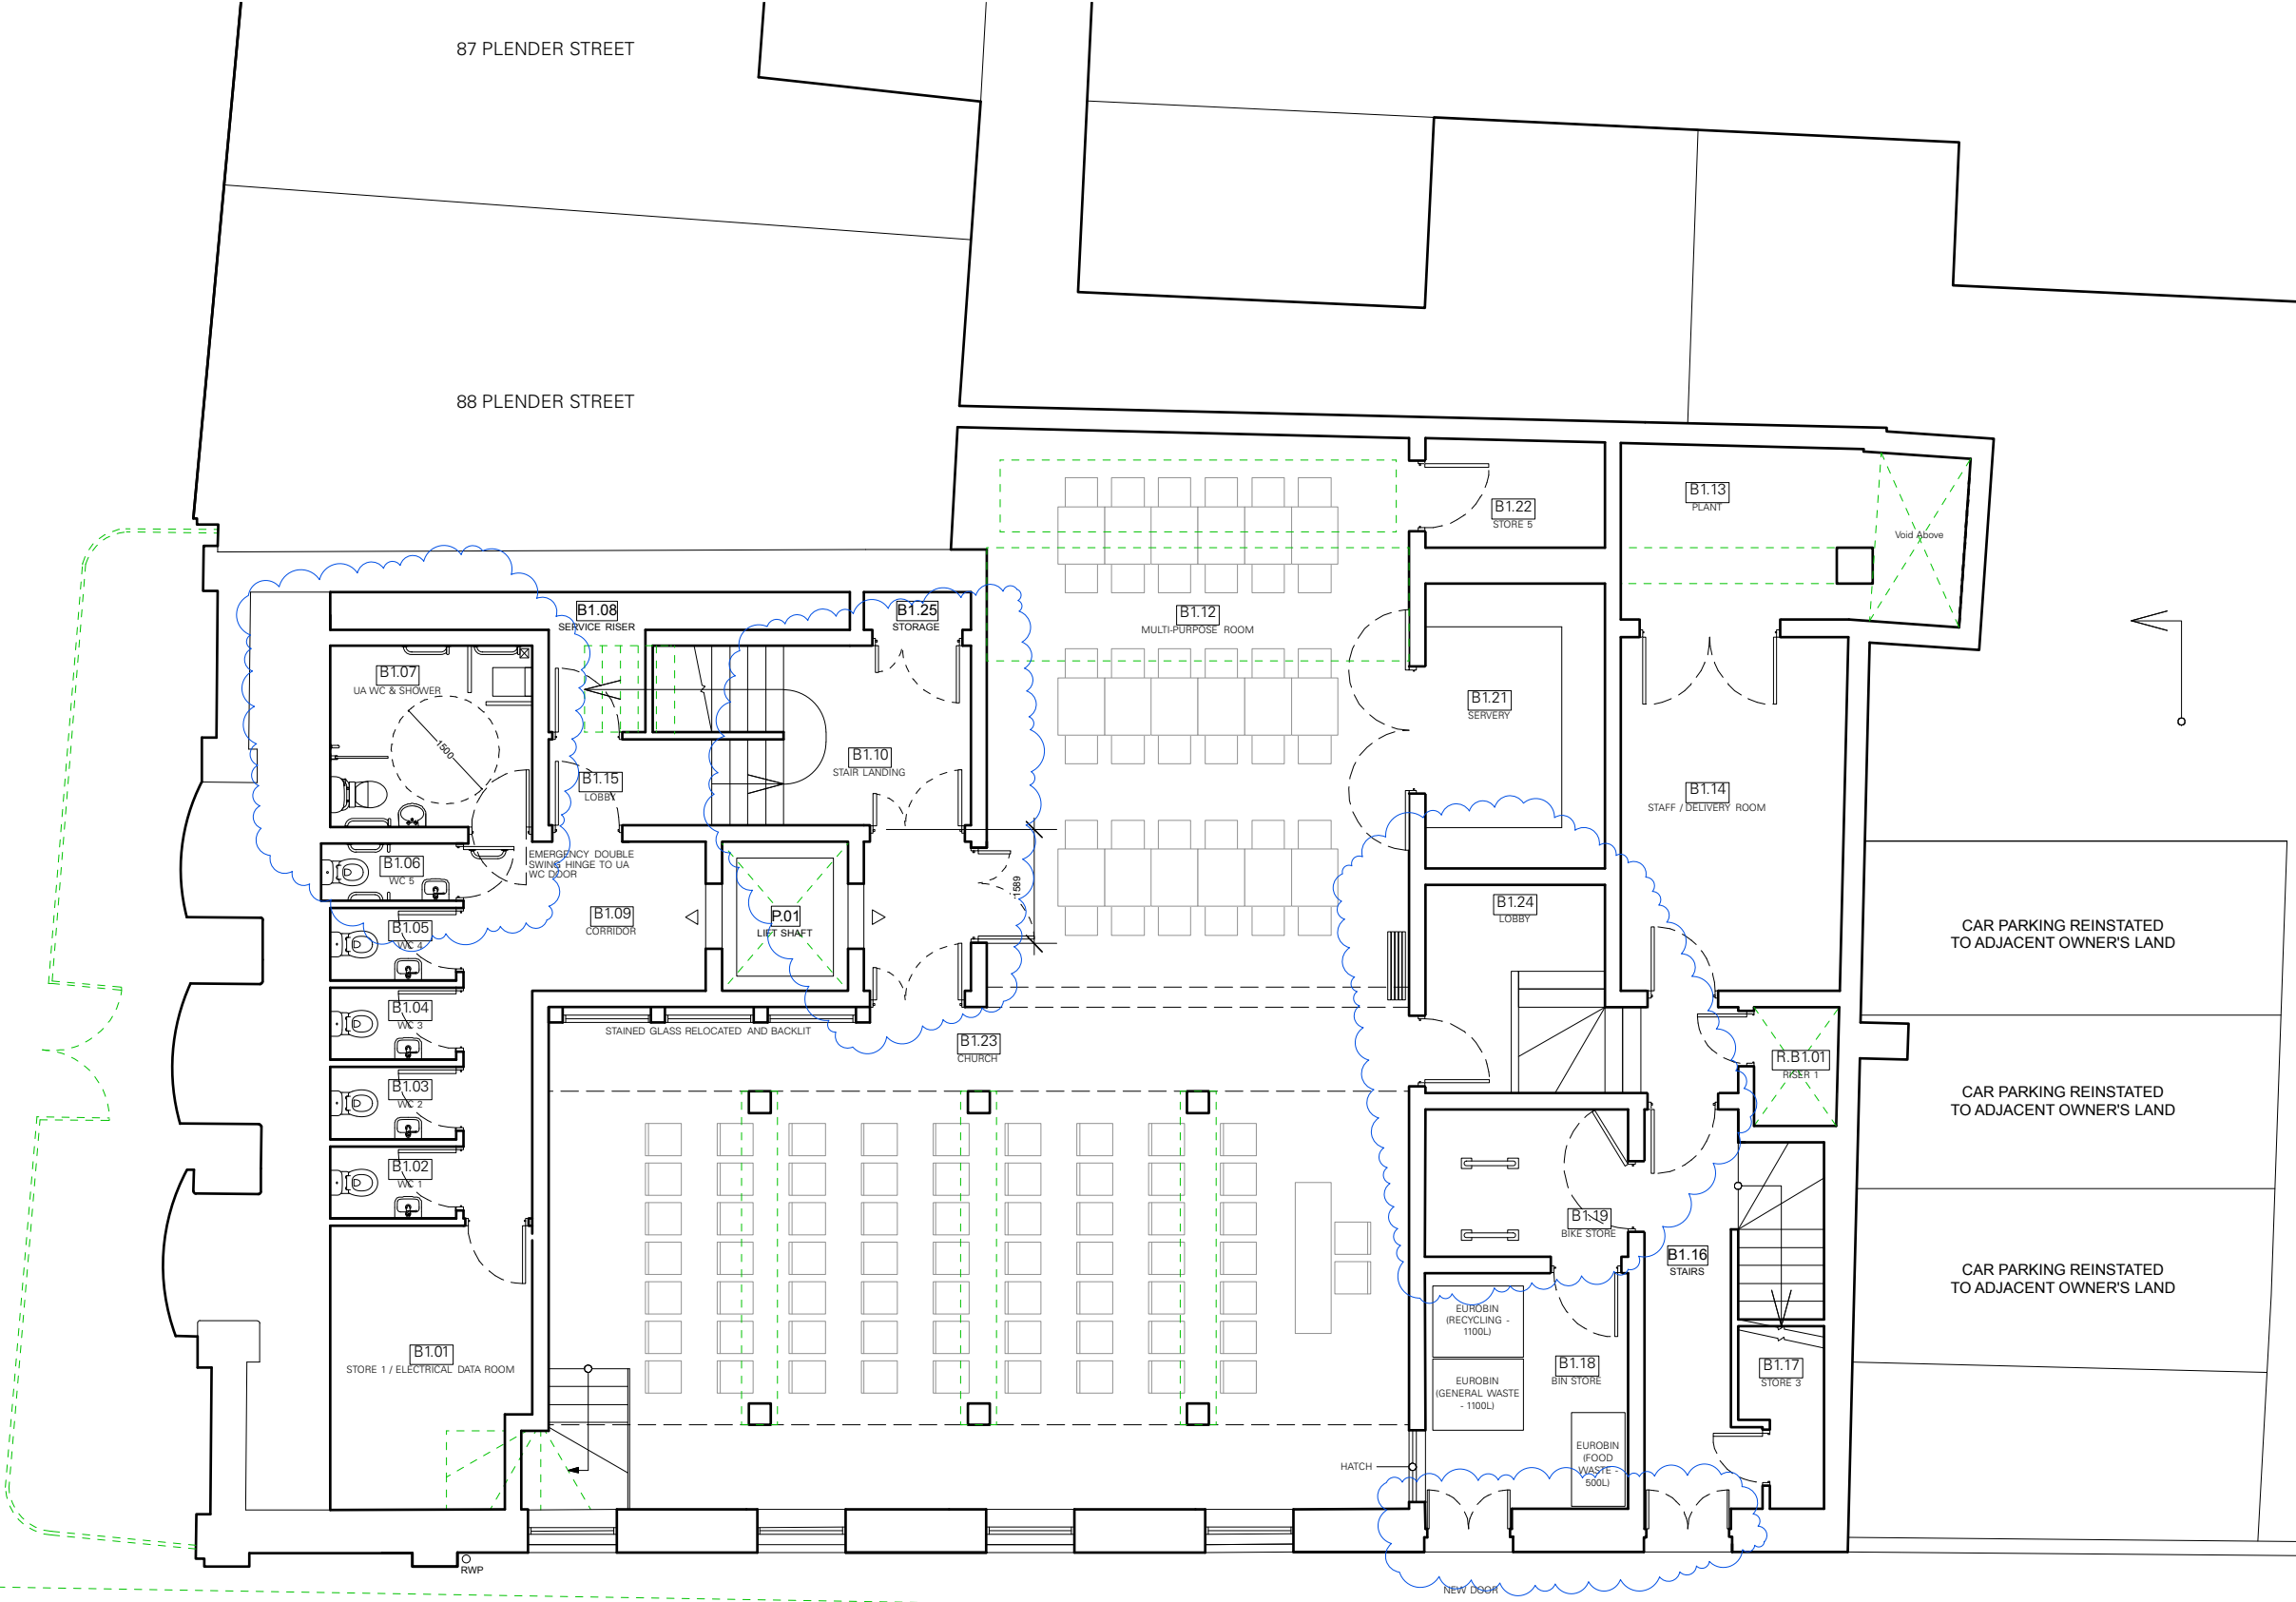 87 PLENDER STREET
88 PLENDER STREET
B1.13
PLANT
B1.22
STORE 5
Void Above
B1.08
SERVICE RISER
B1.25
STORAGE
B1.12
MULTI-PURPOSE ROOM
B1.07
UA WC & SHOWER
1500
B1.21
SERVERY
B1.10
STAIR LANDING
B1.15
LOBBY
B1.14
STAFF / DELIVERY ROOM
EMERGENCY DOUBLE
SWING HINGE TO UA
WC DOOR
B1.06
WC 5
1589
B1.09
CORRIDOR
P.01
LIFT SHAFT
B1.24
LOBBY
B1.05
WC 4
CAR PARKING REINSTATED
TO ADJACENT OWNER'S LAND
B1.04
WC 3
STAINED GLASS RELOCATED AND BACKLIT
B1.23
CHURCH
R.B1.01
RISER 1
B1.03
WC 2
CAR PARKING REINSTATED
TO ADJACENT OWNER'S LAND
B1.02
WC 1
B1.19
BIKE STORE
B1.16
STAIRS
CAR PARKING REINSTATED
TO ADJACENT OWNER'S LAND
EUROBIN
(RECYCLING -
1100L)
B1.01
STORE 1 / ELECTRICAL DATA ROOM
B1.18
BIN STORE
B1.17
STORE 3
EUROBIN
(GENERAL WASTE
- 1100L)
EUROBIN
(FOOD
WASTE -
500L)
HATCH
RWP
NEW DOOR